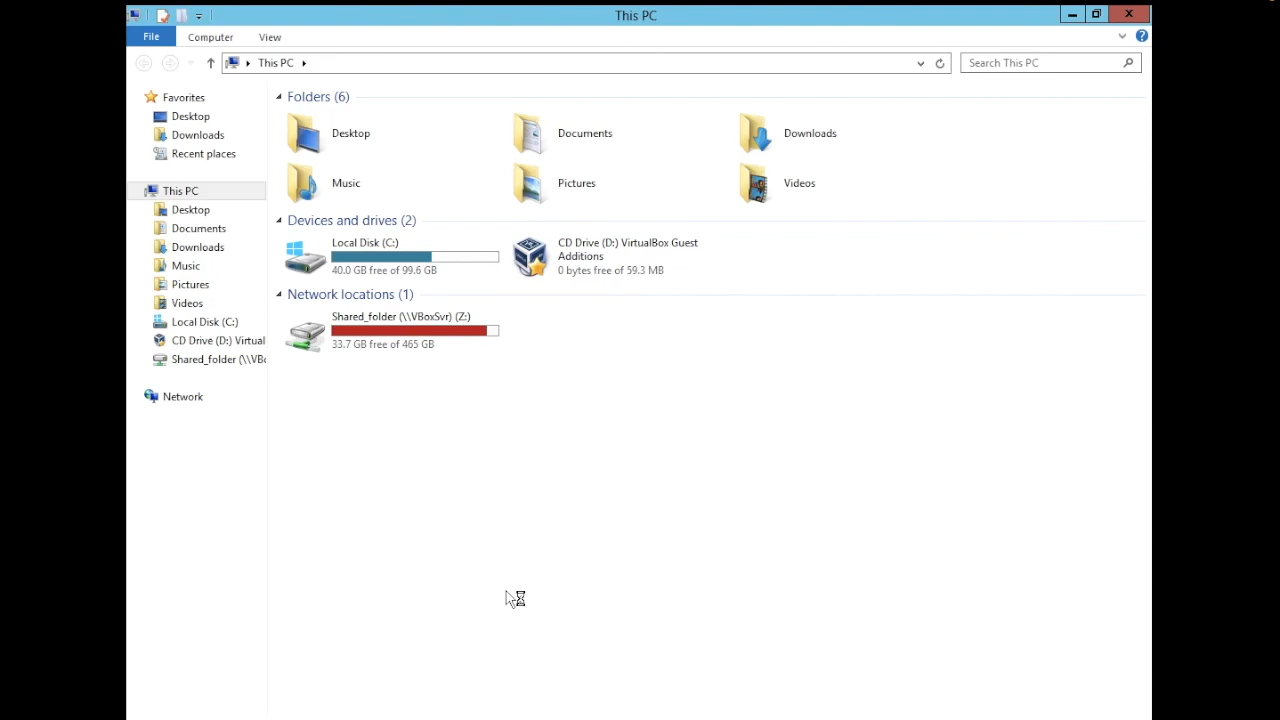 This PC
File
Computer
View
This PC
Search This PC
Favorites
Desktop
Downloads
Recent places
This PC
Desktop
Documents
Downloads
Music
Pictures
Videos
Local Disk (C:)
CD Drive (D:) Virtual
Shared_folder (\\VBo
Network
Folders (6)
Desktop
Documents
Downloads
Music
Pictures
Videos
Devices and drives (2)
Local Disk (C:)
40.0 GB free of 99.6 GB
CD Drive (D:) VirtualBox Guest
Additions
0 bytes free of 59.3 MB
Network locations (1)
Shared_folder (\\VBoxSvr) (Z:)
33.7 GB free of 465 GB